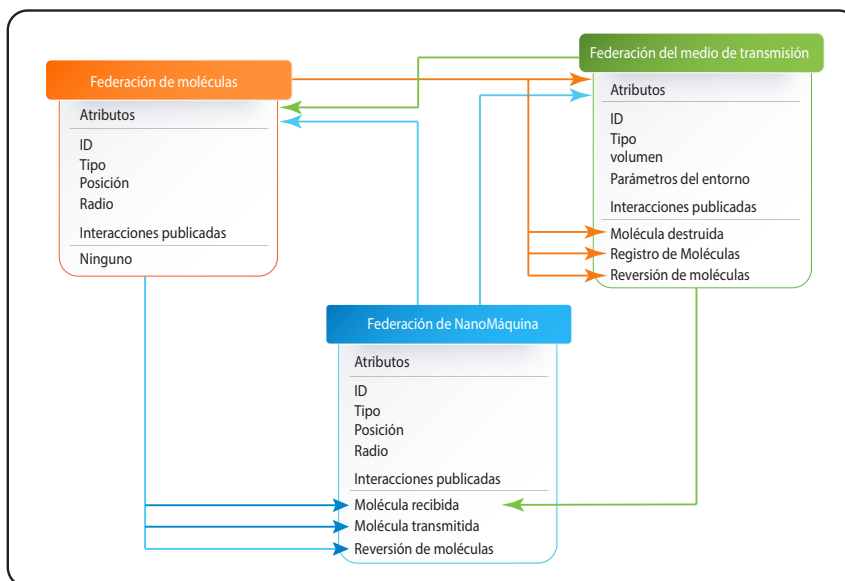 Federación de moléculas
Atributos
ID
Tipo
Posición
Radio
Interacciones publicadas
Ninguno
Federación del medio de transmisión
Atributos
ID
Tipo
volumen
Parámetros del entorno
Interacciones publicadas
Molécula destruida
Registro de Moléculas
Reversión de moléculas
Federación de NanoMáquina
Atributos
ID
Tipo
Posición
Radio
Interacciones publicadas
Molécula recibida
Molécula transmitida
Reversión de moléculas